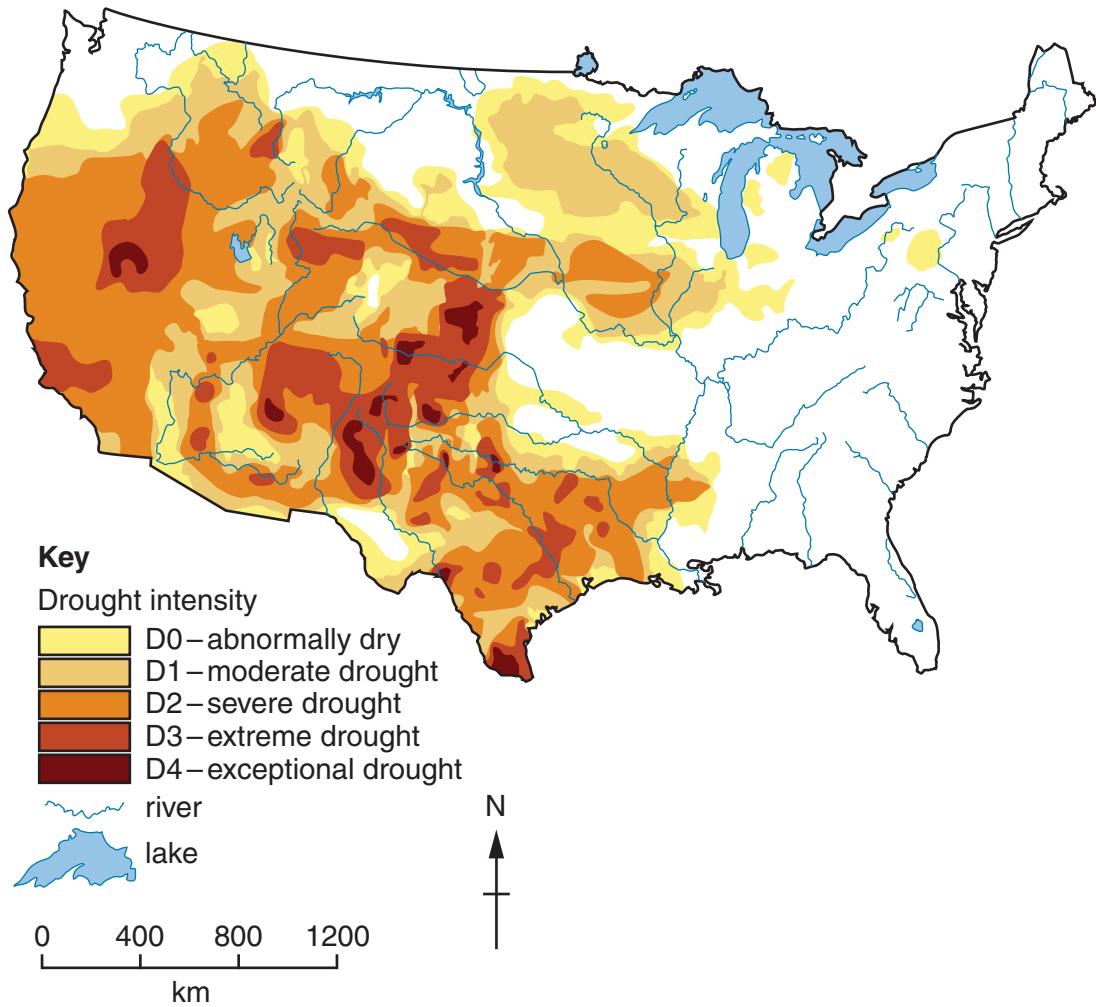 Key
Drought intensity
D0–abnormally dry
D1–moderate drought
D2–severe drought
D3–extreme drought
D4–exceptional drought
river
lake
N
0 400 800 1200
km